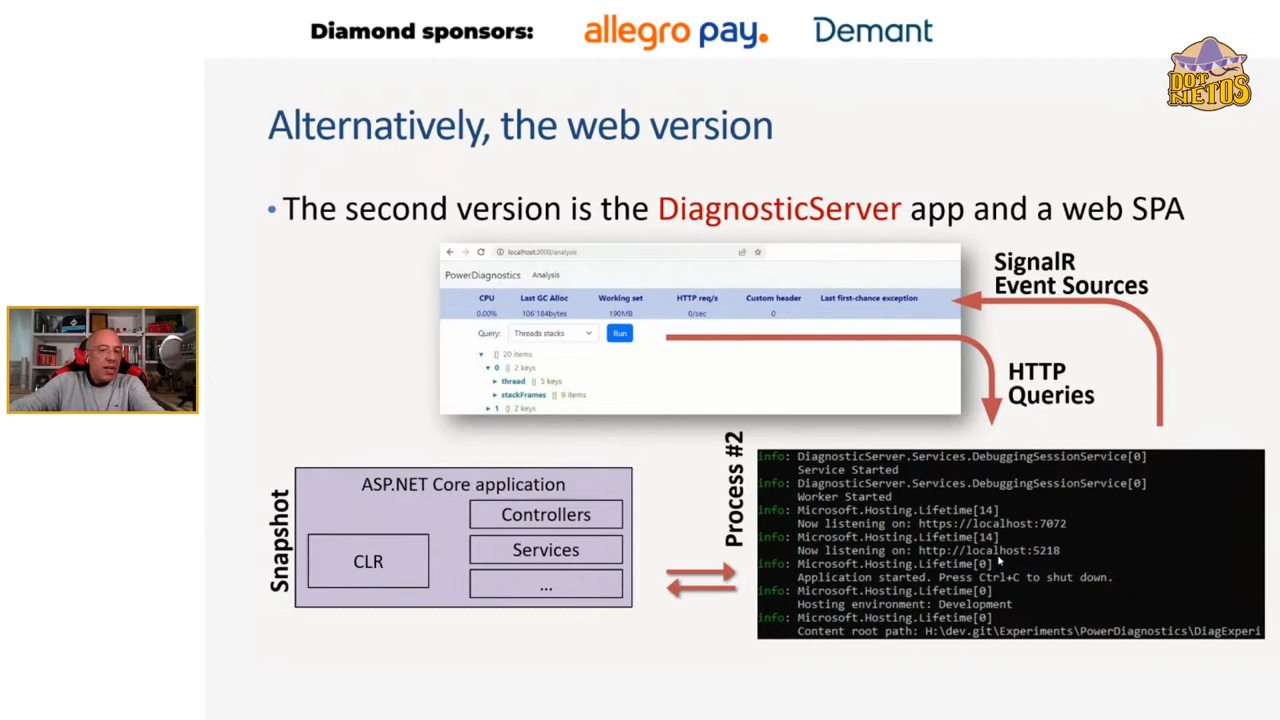 Diamond sponsors:
allegro pay.
Demant
DOT
NETOS
Alternatively, the web version
• The second version is the DiagnosticServer app and a web SPA
localhost:3000/analysis
PowerDiagnostics Analysis
CPU Last GC Alloc Working set HTTP req/s Custom header Last first-chance exception
0.00% 106'184bytes 190MB 0/sec 0
Query: Threads stacks Run
[] 20 items
0 {} 2 keys
thread {} 5 keys
stackFrames [] 9 items
1 {} 2 keys
SignalR
Event Sources
HTTP
Queries
Snapshot
ASP.NET Core application
CLR
Controllers
Services
...
Process #2
info: DiagnosticServer.Services.DebuggingSessionService[0]
Service Started
info: DiagnosticServer.Services.DebuggingSessionService[0]
Worker Started
info: Microsoft.Hosting.Lifetime[14]
Now listening on: https://localhost:7072
info: Microsoft.Hosting.Lifetime[14]
Now listening on: http://localhost:5218
info: Microsoft.Hosting.Lifetime[0]
Application started. Press Ctrl+C to shut down.
info: Microsoft.Hosting.Lifetime[0]
Hosting environment: Development
info: Microsoft.Hosting.Lifetime[0]
Content root path: H:\dev.git\Experiments\PowerDiagnostics\DiagExperi